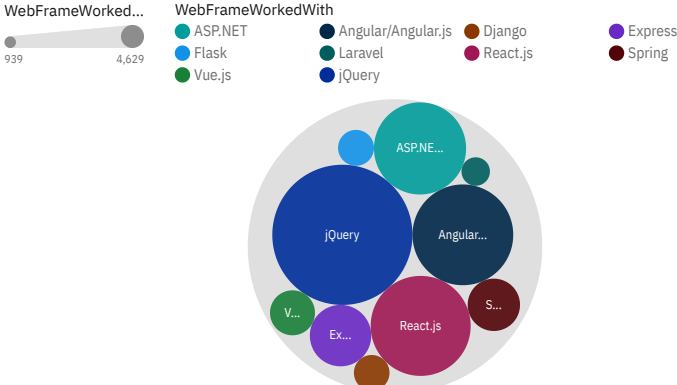 WebFrameWorked...
939
4,629
WebFrameWorkedWith
ASP.NET
Angular/Angular.js
Django
Express
Flask
Laravel
React.js
Spring
Vue.js
jQuery
ASP.NE...
jQuery
Angular...
V...
Ex...
React.js
S...